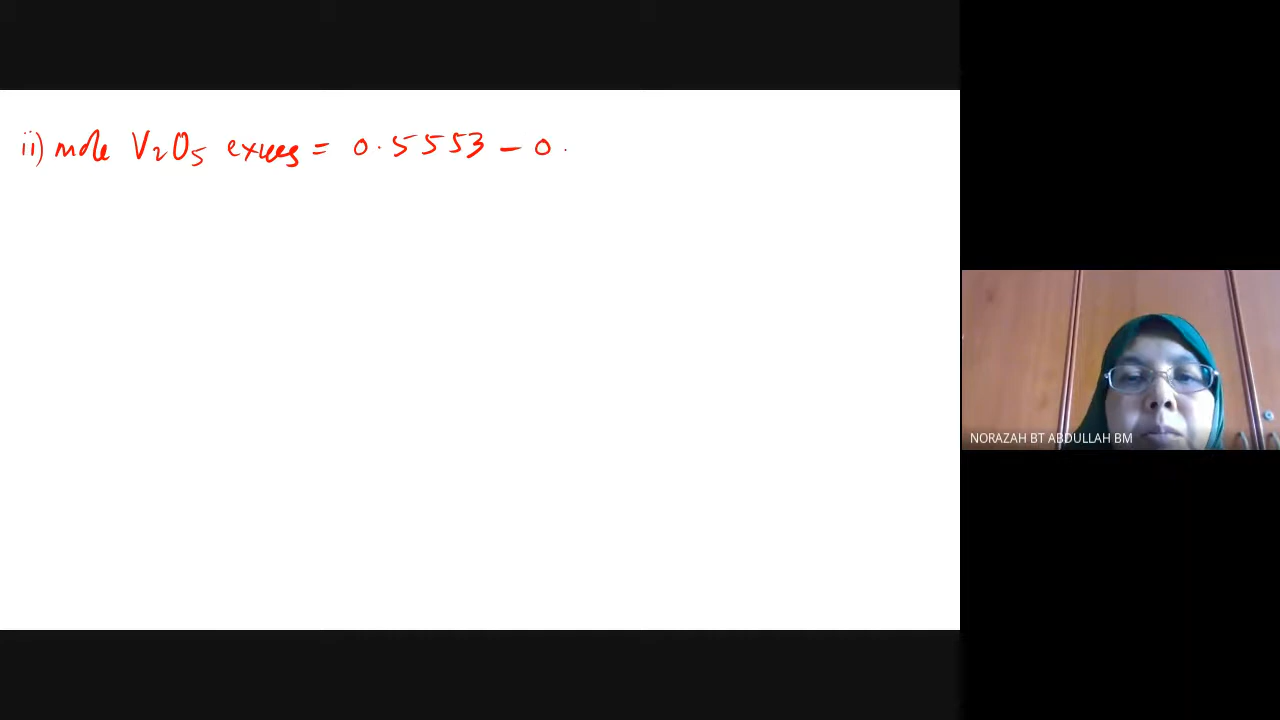 ii) mole V₂O₅ excess = 0.5553 - 0.
NORAZAH BT ABDULLAH BM